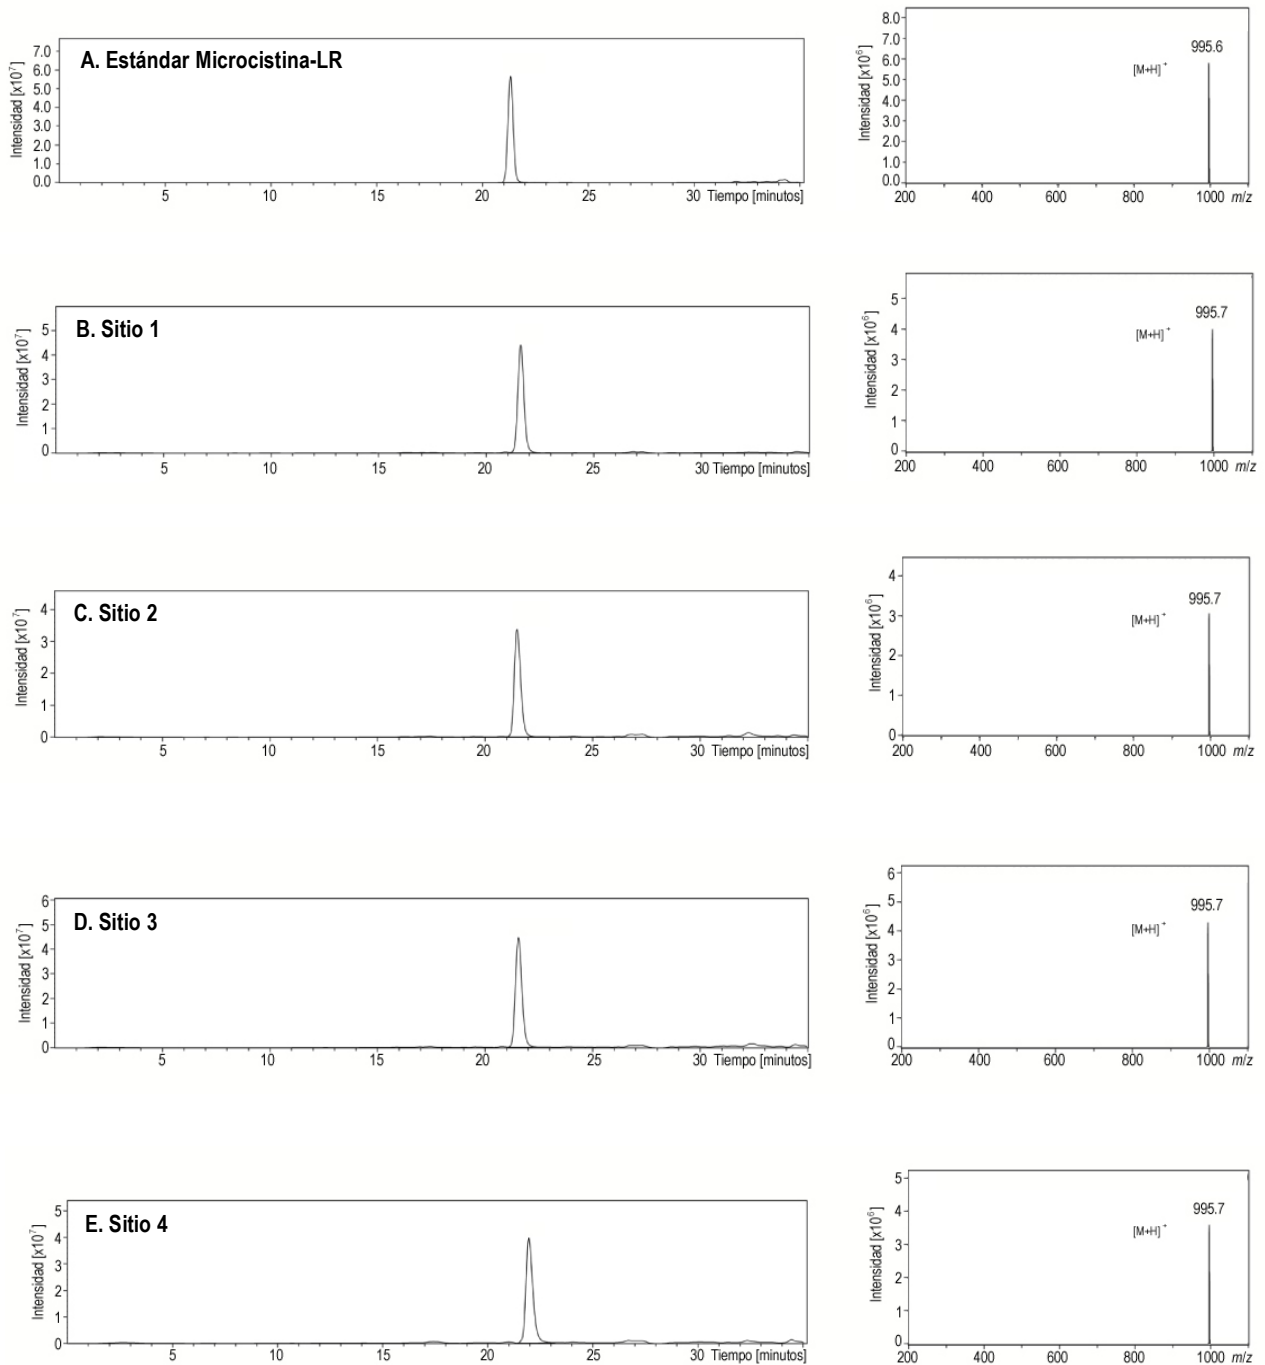 A. Estándar Microcistina-LR
Intensidad [x10⁷]
7.0
6.0
5.0
4.0
3.0
2.0
1.0
0.0
5 10 15 20 25 30 Tiempo [minutos]
Intensidad [x10⁶]
8.0
7.0
6.0
5.0
4.0
3.0
2.0
1.0
0.0
995.6
[M+H]⁺
200 400 600 800 1000 m/z
B. Sitio 1
Intensidad [x10⁷]
5
4
3
2
1
0
5 10 15 20 25 30 Tiempo [minutos]
Intensidad [x10⁶]
5
4
3
2
1
0
995.7
[M+H]⁺
200 400 600 800 1000 m/z
C. Sitio 2
Intensidad [x10⁷]
4
3
2
1
0
5 10 15 20 25 30 Tiempo [minutos]
Intensidad [x10⁶]
4
3
2
1
0
995.7
[M+H]⁺
200 400 600 800 1000 m/z
D. Sitio 3
Intensidad [x10⁷]
6
5
4
3
2
1
0
5 10 15 20 25 30 Tiempo [minutos]
Intensidad [x10⁶]
6
5
4
3
2
1
0
995.7
[M+H]⁺
200 400 600 800 1000 m/z
E. Sitio 4
Intensidad [x10⁷]
5
4
3
2
1
0
5 10 15 20 25 30 Tiempo [minutos]
Intensidad [x10⁶]
5
4
3
2
1
0
995.7
[M+H]⁺
200 400 600 800 1000 m/z